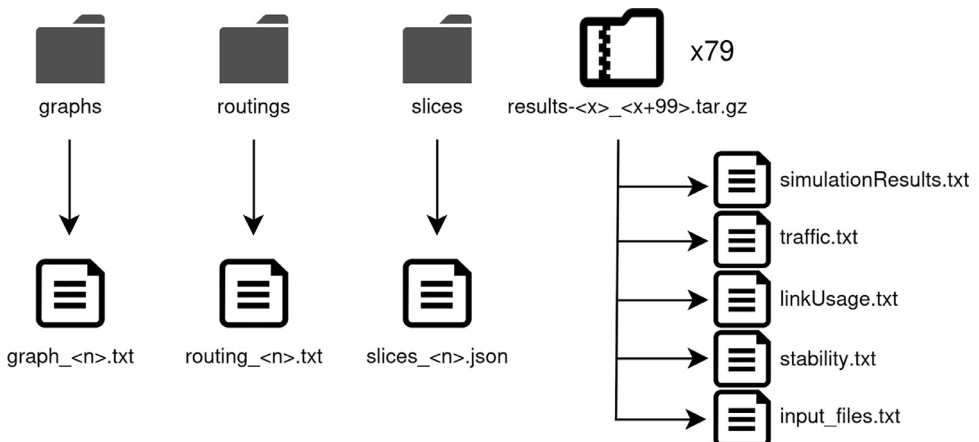 x79
graphs
routings
slices
results-<x>_<x+99>.tar.gz
simulationResults.txt
traffic.txt
linkUsage.txt
stability.txt
input_files.txt
graph_<n>.txt
routing_<n>.txt
slices_<n>.json